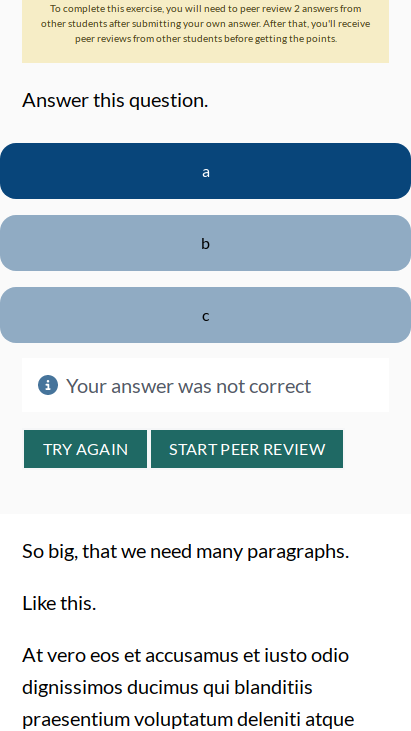 To complete this exercise, you will need to peer review 2 answers from
other students after submitting your own answer. After that, you'll receive
peer reviews from other students before getting the points.
Answer this question.
a
b
c
Your answer was not correct
TRY AGAIN START PEER REVIEW
So big, that we need many paragraphs.
Like this.
At vero eos et accusamus et iusto odio
dignissimos ducimus qui blanditiis
praesentium voluptatum deleniti atque